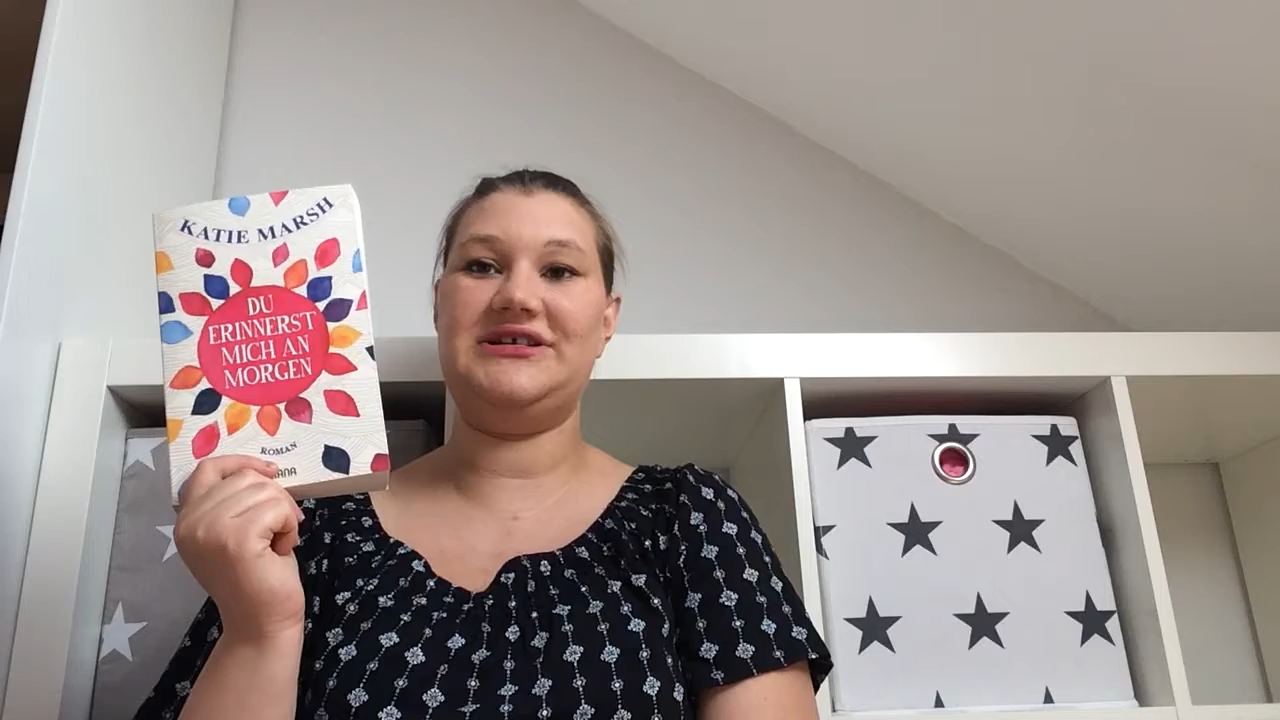 KATIE MARSH
DU
ERINNERST
MICH AN
MORGEN
ROMAN